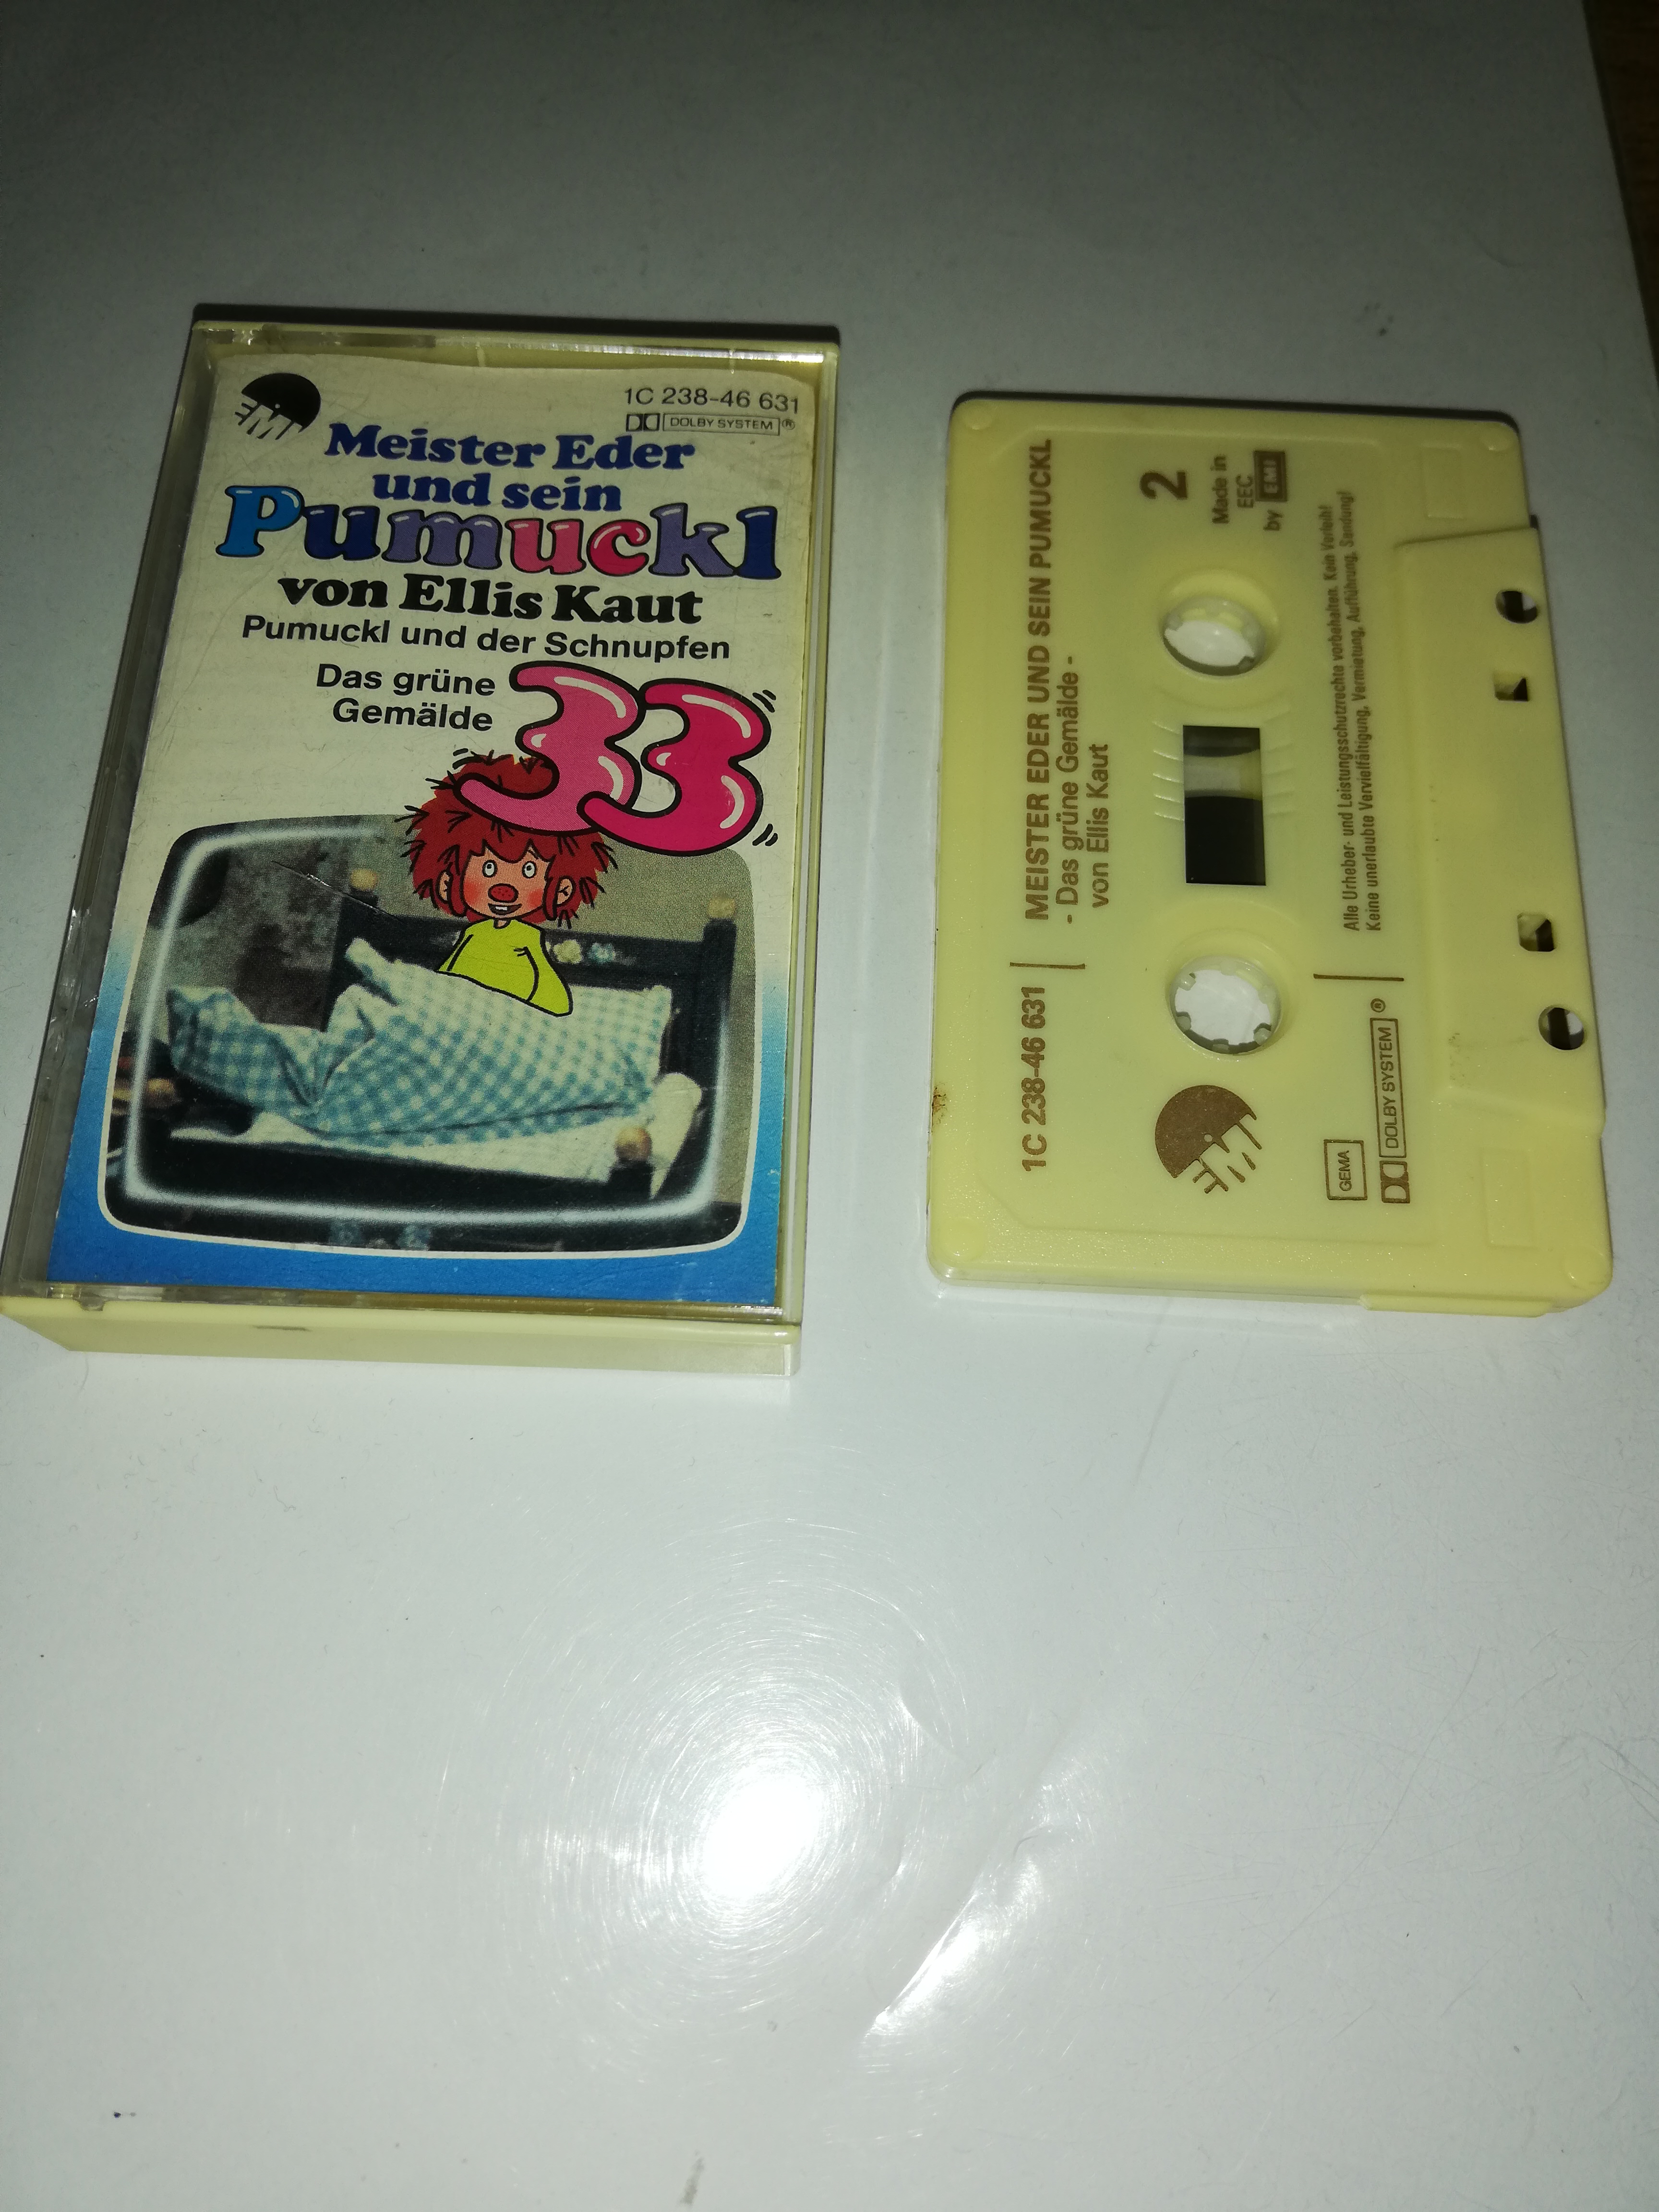 EMI
1C 238-46 631
DOLBY SYSTEM®
Meister Eder
und sein
Pumuckl
von Ellis Kaut
Pumuckl und der Schnupfen
Das grüne
Gemälde
33
1C 238-46 631
MEISTER EDER UND SEIN PUMUCKL
- Das grüne Gemälde -
von Ellis Kaut
EMI
2
Made in
EEC
by EMI
GEMA
DOLBY SYSTEM®
Alle Urheber- und Leistungsschutzrechte vorbehalten. Kein Verleih!
Keine unerlaubte Vervielfältigung, Vermietung, Aufführung, Sendung!